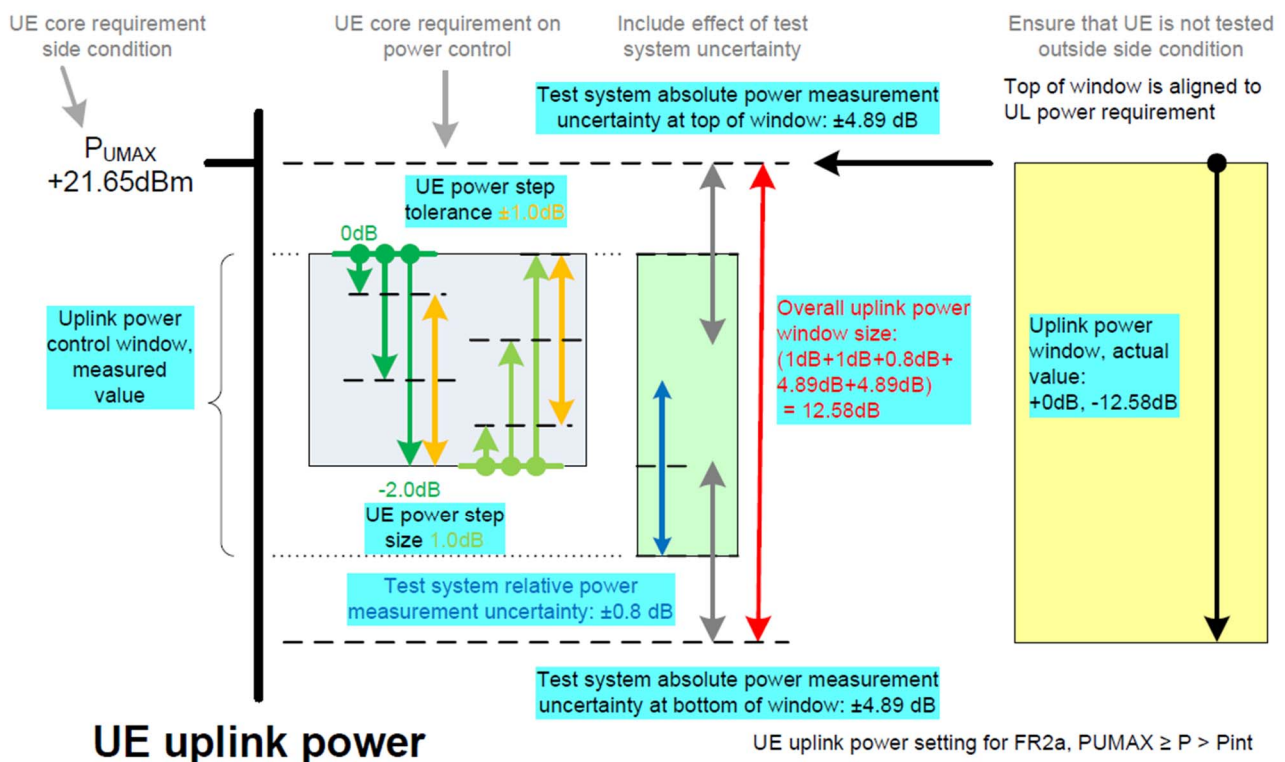 UE core requirement
side condition
UE core requirement on
power control
Include effect of test
system uncertainty
Ensure that UE is not tested
outside side condition
Top of window is aligned to
UL power requirement
Test system absolute power measurement
uncertainty at top of window: ±4.89 dB
PUMAX
+21.65dBm
UE power step
tolerance ±1.0dB
0dB
Uplink power
control window,
measured
value
Overall uplink power
window size:
(1dB+1dB+0.8dB+
4.89dB+4.89dB)
= 12.58dB
Uplink power
window, actual
value:
+0dB, -12.58dB
-2.0dB
UE power step
size 1.0dB
Test system relative power
measurement uncertainty: ±0.8 dB
Test system absolute power measurement
uncertainty at bottom of window: ±4.89 dB
UE uplink power
UE uplink power setting for FR2a, PUMAX ≥ P > Pint